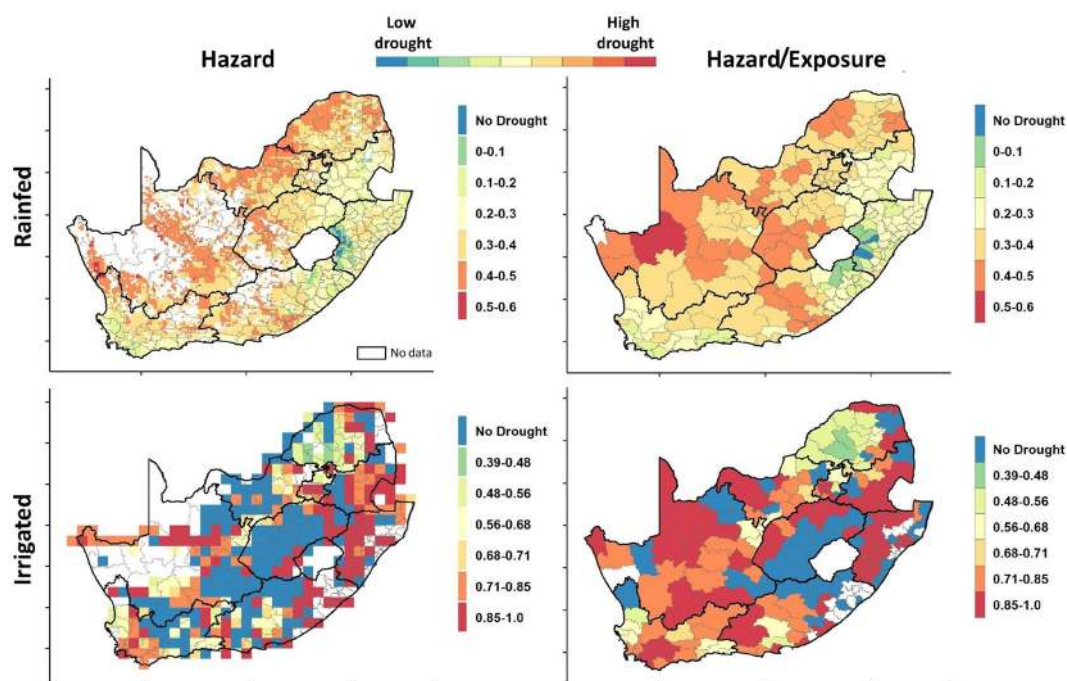 Low
drought
High
drought
Hazard
Hazard/Exposure
Rainfed
No Drought
0-0.1
0.1-0.2
0.2-0.3
0.3-0.4
0.4-0.5
0.5-0.6
No data
No Drought
0-0.1
0.1-0.2
0.2-0.3
0.3-0.4
0.4-0.5
0.5-0.6
Irrigated
No Drought
0.39-0.48
0.48-0.56
0.56-0.68
0.68-0.71
0.71-0.85
0.85-1.0
No Drought
0.39-0.48
0.48-0.56
0.56-0.68
0.68-0.71
0.71-0.85
0.85-1.0